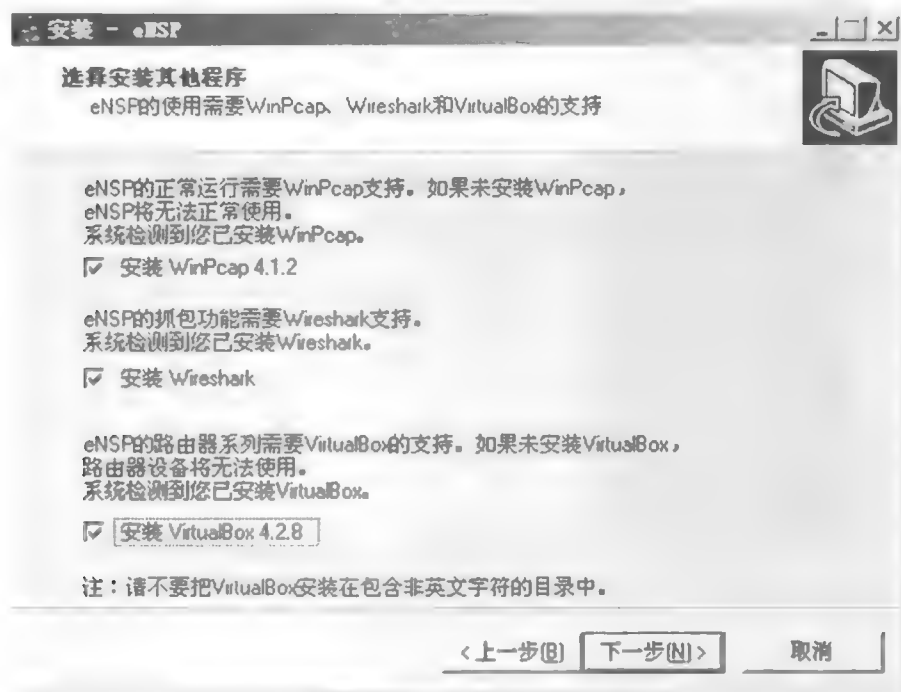 安装 - eNSP
选择安装其他程序
eNSP的使用需要WinPcap、Wireshark和VirtualBox的支持
eNSP的正常运行需要WinPcap支持。如果未安装WinPcap，
eNSP将无法正常使用。
系统检测到您已安装WinPcap。
安装 WinPcap 4.1.2
eNSP的抓包功能需要Wireshark支持。
系统检测到您已安装Wireshark。
安装 Wireshark
eNSP的路由器系列需要VirtualBox的支持。如果未安装VirtualBox，
路由器设备将无法使用。
系统检测到您已安装VirtualBox。
安装 VirtualBox 4.2.8
注：请不要把VirtualBox安装在包含非英文字符的目录中。
<上一步(B) 下一步(N)> 取消